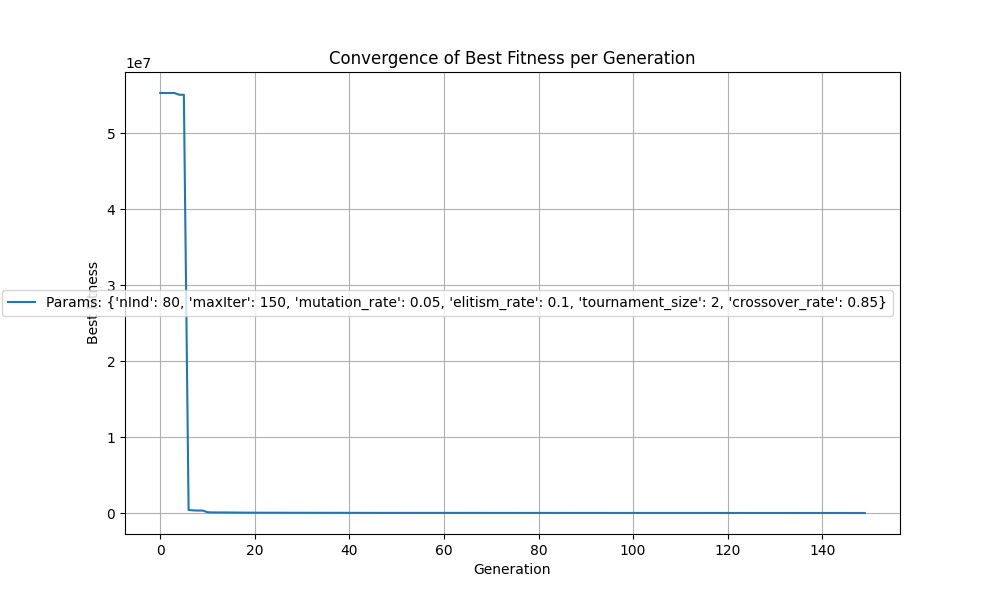 Convergence of Best Fitness per Generation
1e7
5
4
3
2
1
0
Best
ness
Params: {'nInd': 80, 'maxIter': 150, 'mutation_rate': 0.05, 'elitism_rate': 0.1, 'tournament_size': 2, 'crossover_rate': 0.85}
0 20 40 60 80 100 120 140
Generation